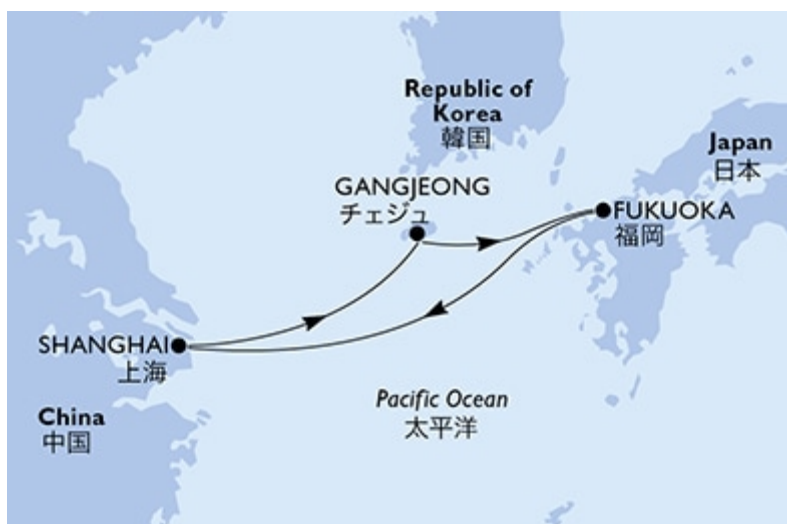 Republic of
Korea
韓国
Japan
日本
GANGJEONG
チェジュ
FUKUOKA
福岡
SHANGHAI
上海
China
中国
Pacific Ocean
太平洋